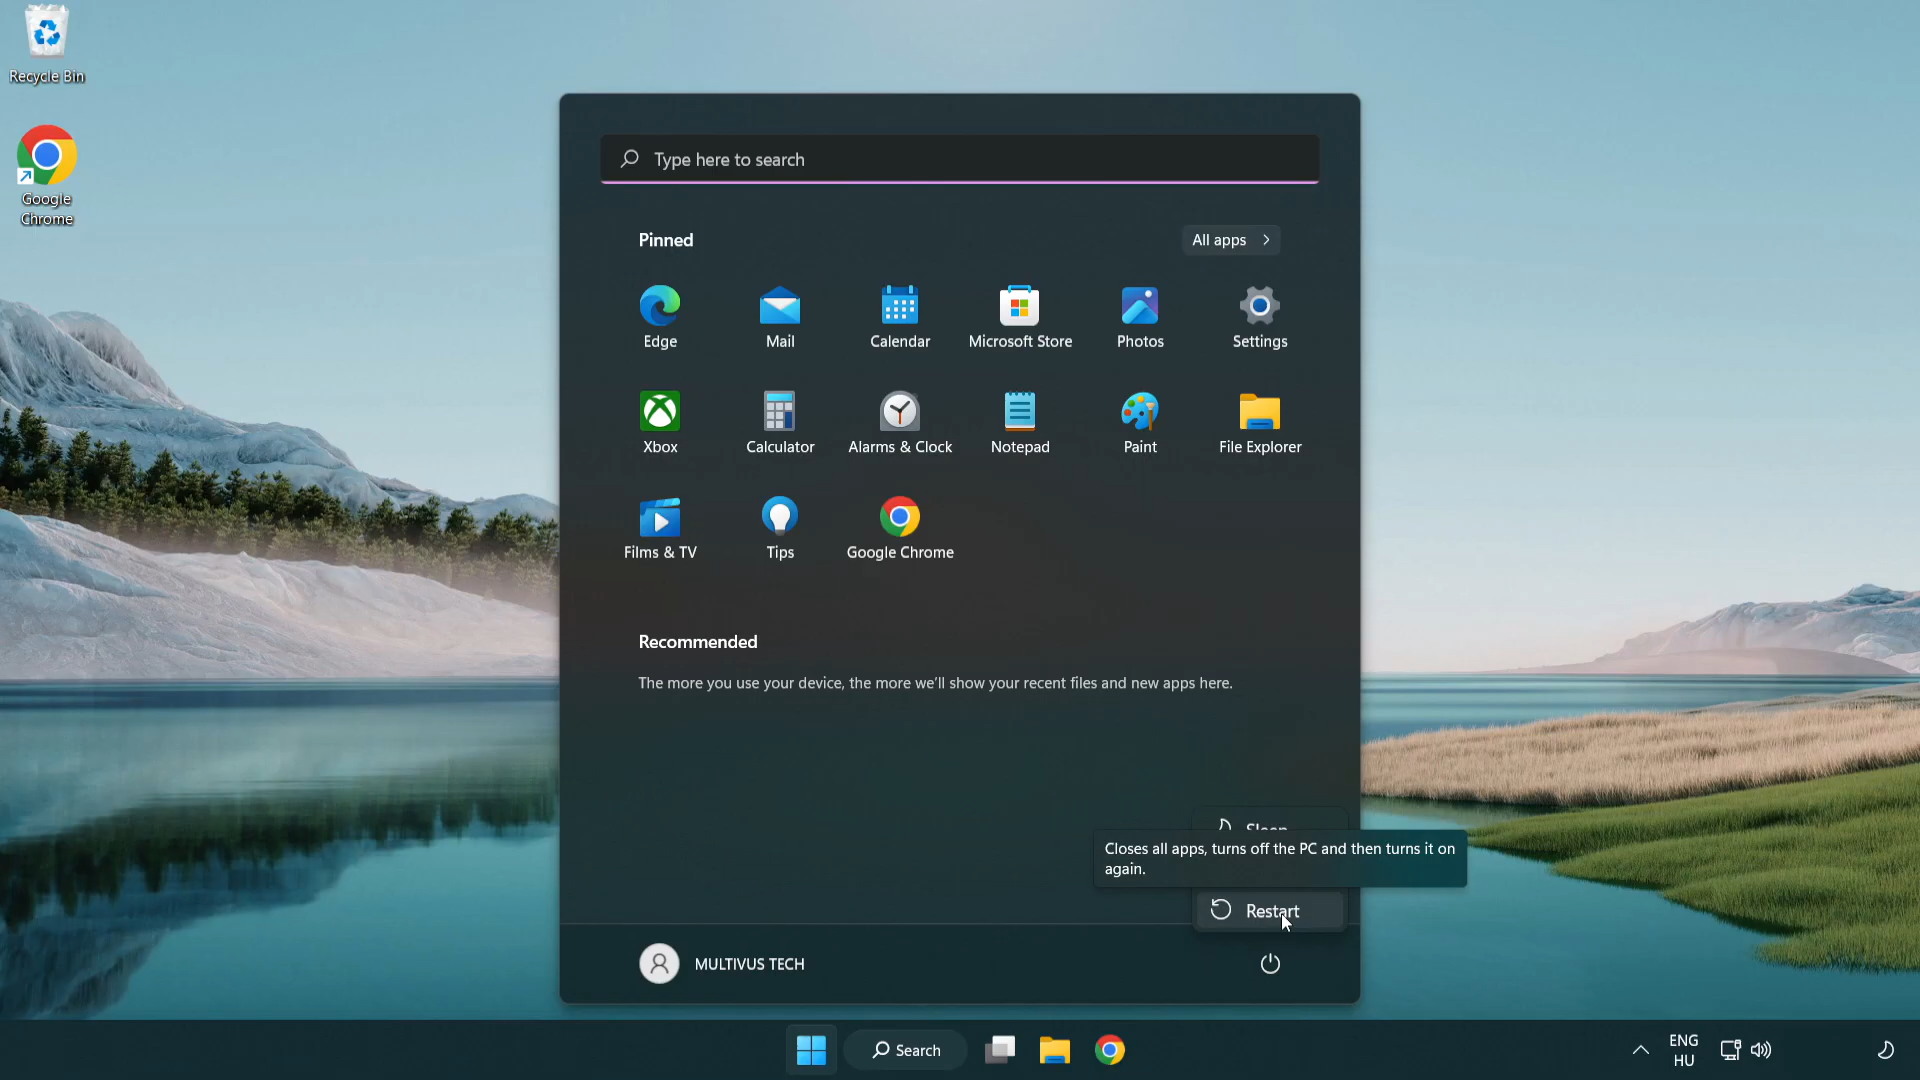 Recycle Bin
Google
Chrome
Type here to search
Pinned
All apps
Edge
Mail
Calendar
Microsoft Store
Photos
Settings
Xbox
Calculator
Alarms & Clock
Notepad
Paint
File Explorer
Films & TV
Tips
Google Chrome
Recommended
The more you use your device, the more we'll show your recent files and new apps here.
Sleep
Closes all apps, turns off the PC and then turns it on
again.
Restart
MULTIVUS TECH
Search
ENG
HU